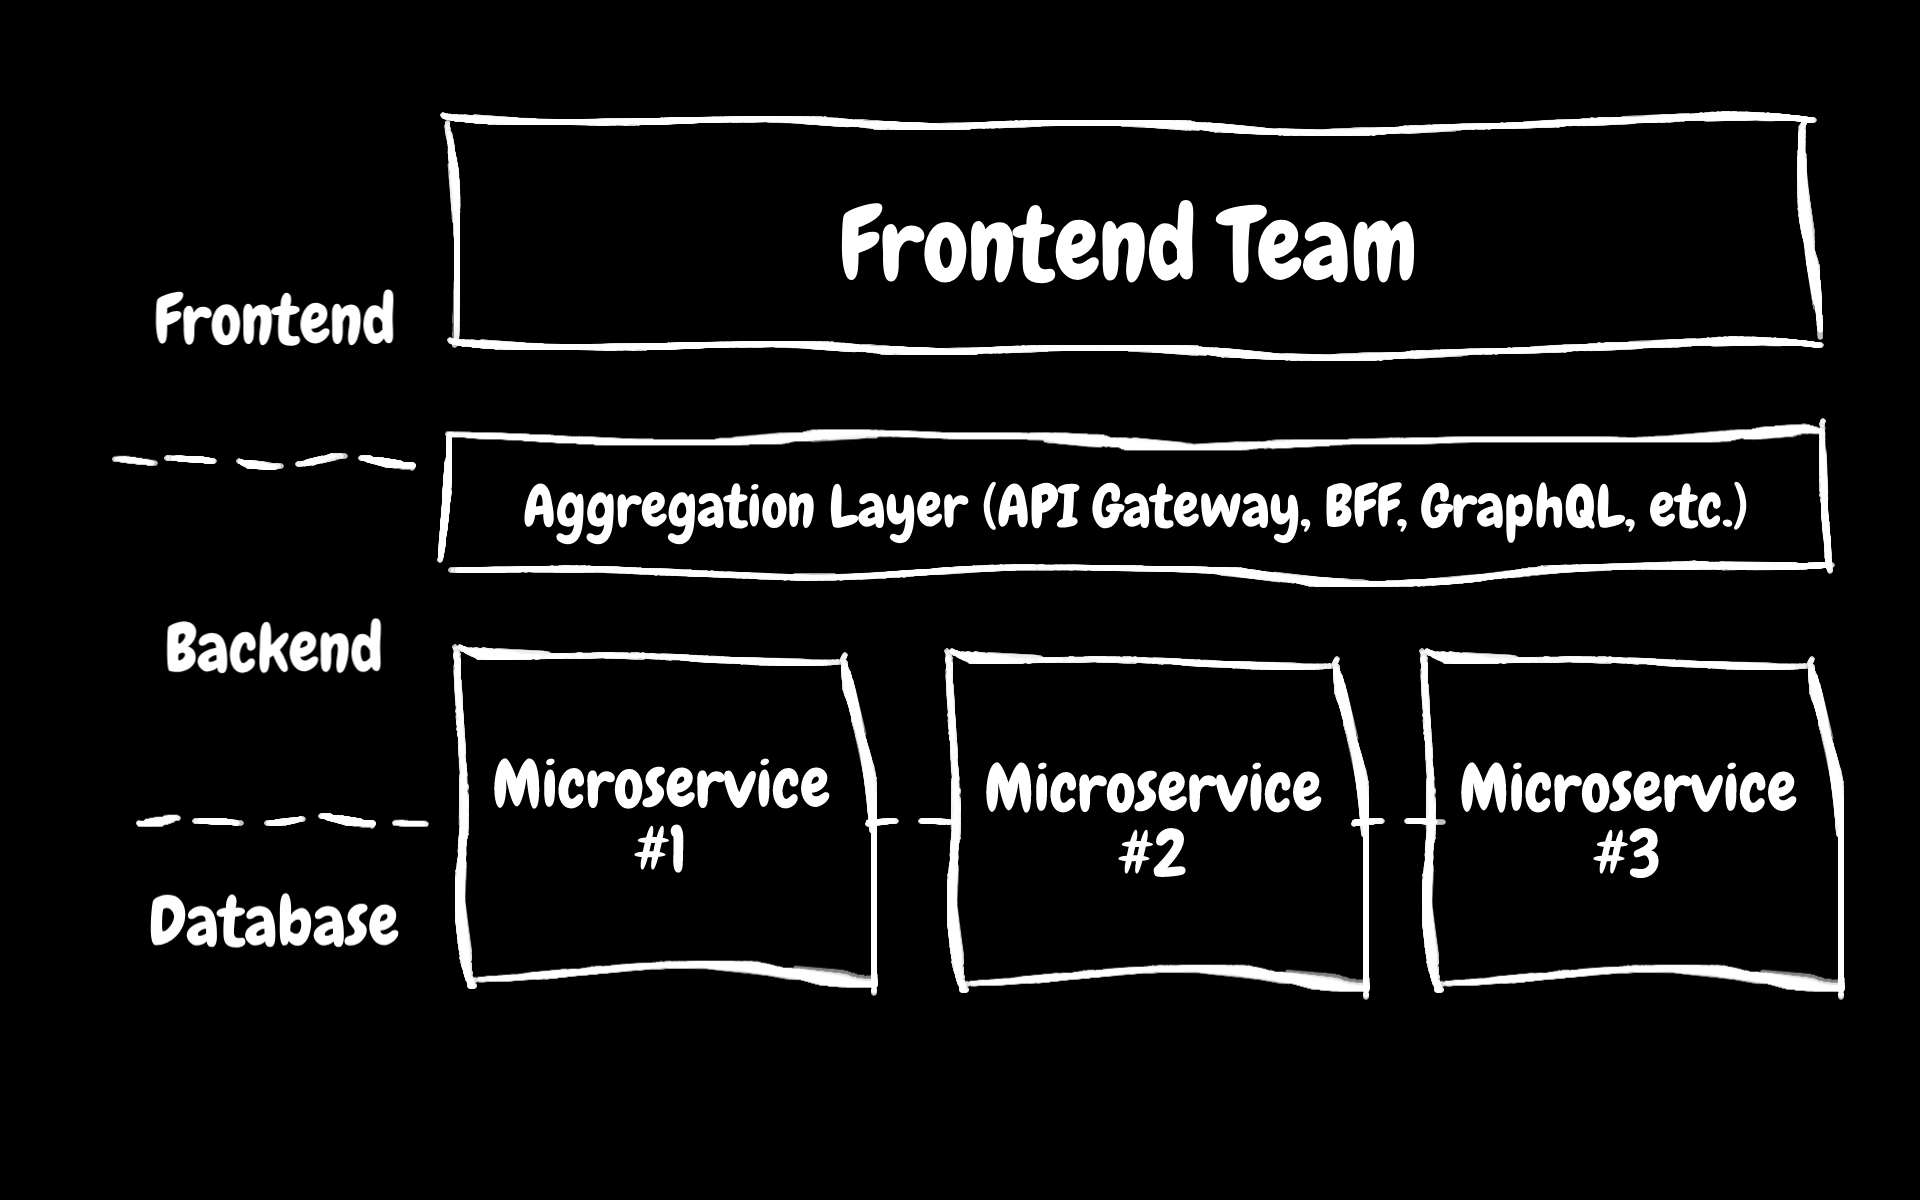 Frontend Team
Frontend
Aggregation Layer (API Gateway, BFF, GraphQL, etc.)
Backend
Microservice
#1
Microservice
#2
Microservice
#3
Database